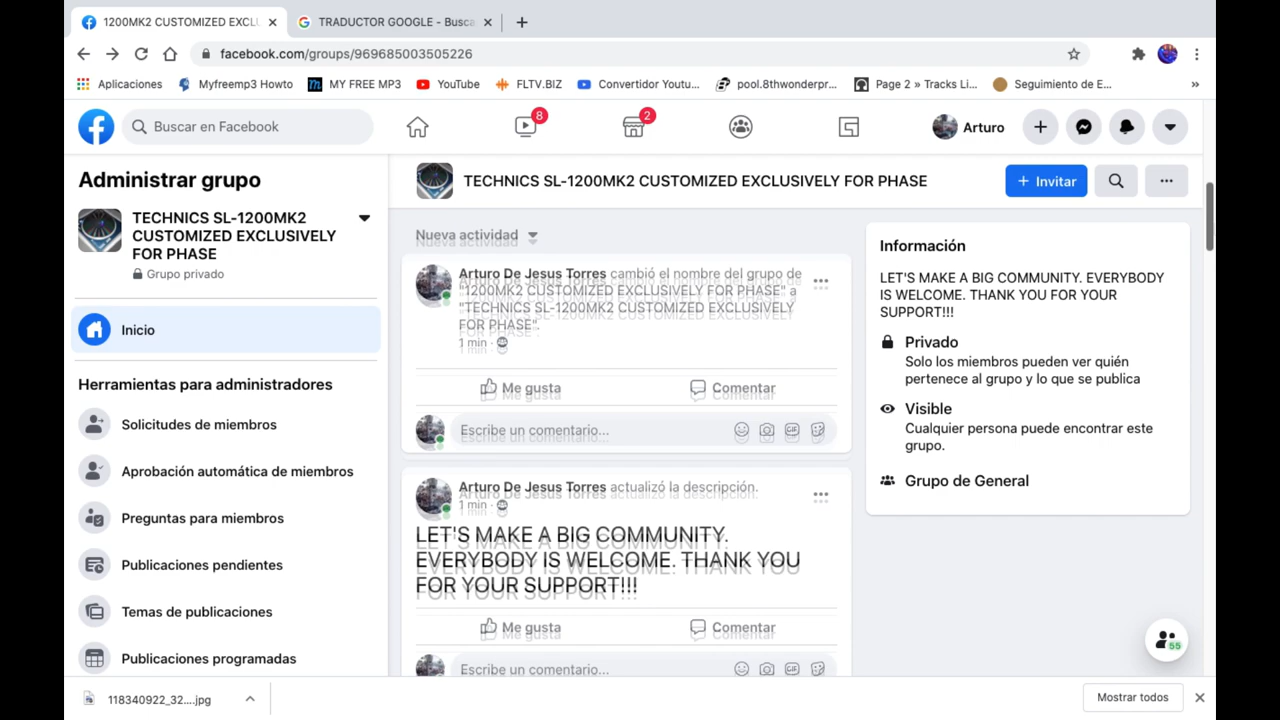 1200MK2 CUSTOMIZED EXCLU
TRADUCTOR GOOGLE - Busca
facebook.com/groups/969685003505226
Aplicaciones
Myfreemp3 Howto
MY FREE MP3
YouTube
FLTV.BIZ
Convertidor Youtu...
pool.8thwonderpr...
Page 2 » Tracks Li...
Seguimiento de E...
»
Buscar en Facebook
8
2
Arturo
Administrar grupo
TECHNICS SL-1200MK2
CUSTOMIZED EXCLUSIVELY
FOR PHASE
Grupo privado
Inicio
Herramientas para administradores
Solicitudes de miembros
Aprobación automática de miembros
Preguntas para miembros
Publicaciones pendientes
Temas de publicaciones
Publicaciones programadas
TECHNICS SL-1200MK2 CUSTOMIZED EXCLUSIVELY FOR PHASE
+ Invitar
Nueva actividad
Arturo De Jesus Torres cambió el nombre del grupo de
"1200MK2 CUSTOMIZED EXCLUSIVELY FOR PHASE" a
"TECHNICS SL-1200MK2 CUSTOMIZED EXCLUSIVELY
FOR PHASE".
1 min ·
Me gusta
Comentar
Escribe un comentario...
GIF
Arturo De Jesus Torres actualizó la descripción.
1 min ·
LET'S MAKE A BIG COMMUNITY.
EVERYBODY IS WELCOME. THANK YOU
FOR YOUR SUPPORT!!!
Me gusta
Comentar
Escribe un comentario...
GIF
Información
LET'S MAKE A BIG COMMUNITY. EVERYBODY
IS WELCOME. THANK YOU FOR YOUR
SUPPORT!!!
Privado
Solo los miembros pueden ver quién
pertenece al grupo y lo que se publica
Visible
Cualquier persona puede encontrar este
grupo.
Grupo de General
55
118340922_32....jpg
Mostrar todos